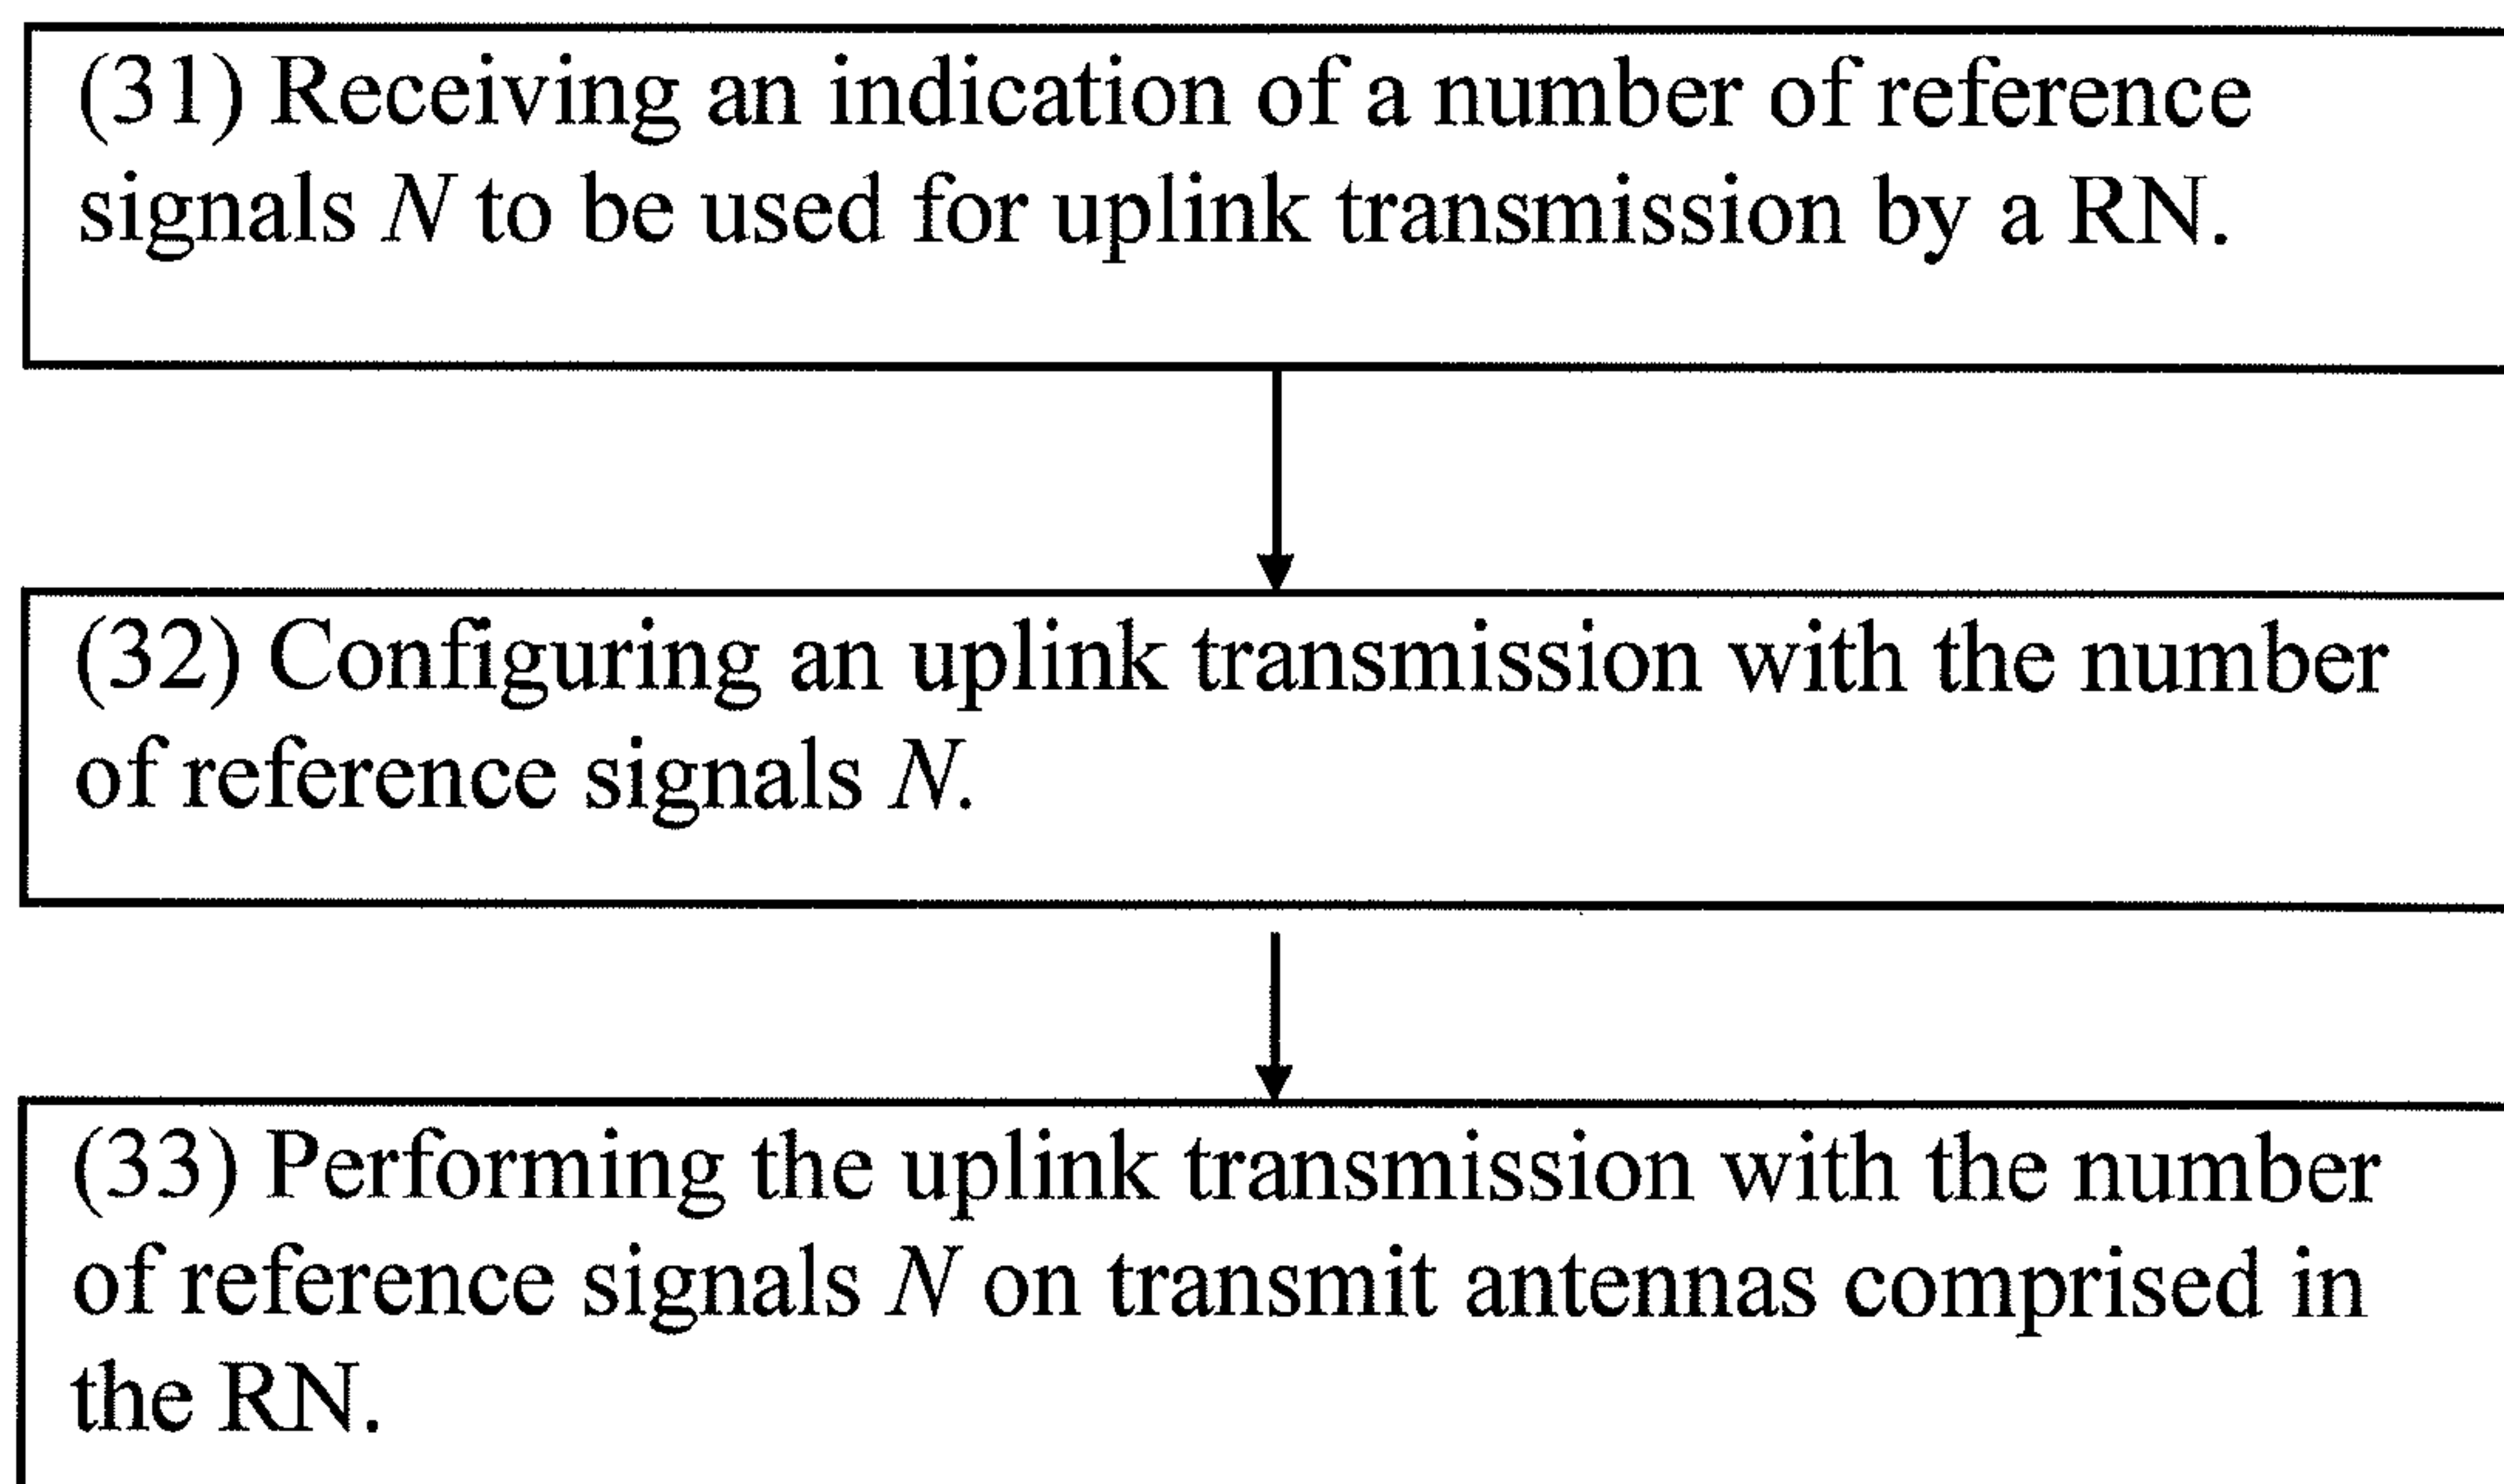 (31) Receiving an indication of a number of reference
signals N to be used for uplink transmission by a RN.
(32) Configuring an uplink transmission with the number
of reference signals N.
(33) Performing the uplink transmission with the number
of reference signals N on transmit antennas comprised in
the RN.